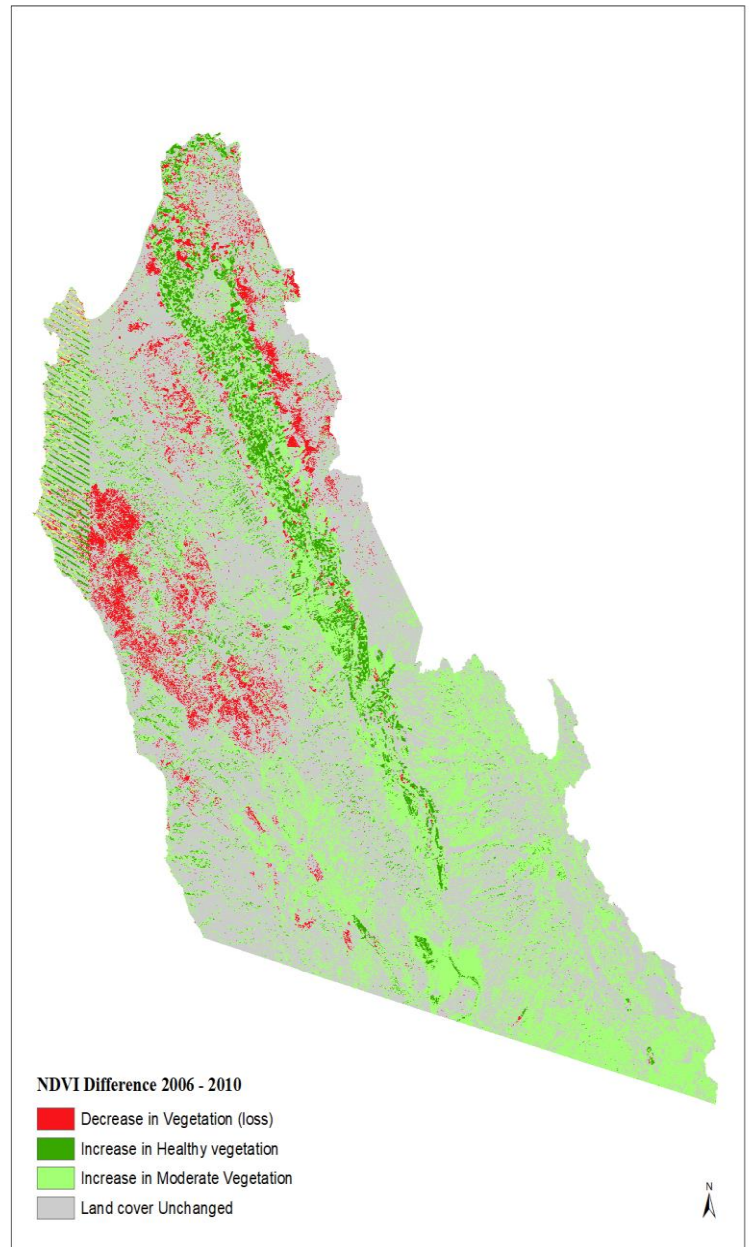 NDVI Difference 2006 - 2010
Decrease in Vegetation (loss)
Increase in Healthy vegetation
Increase in Moderate Vegetation
Land cover Unchanged
N